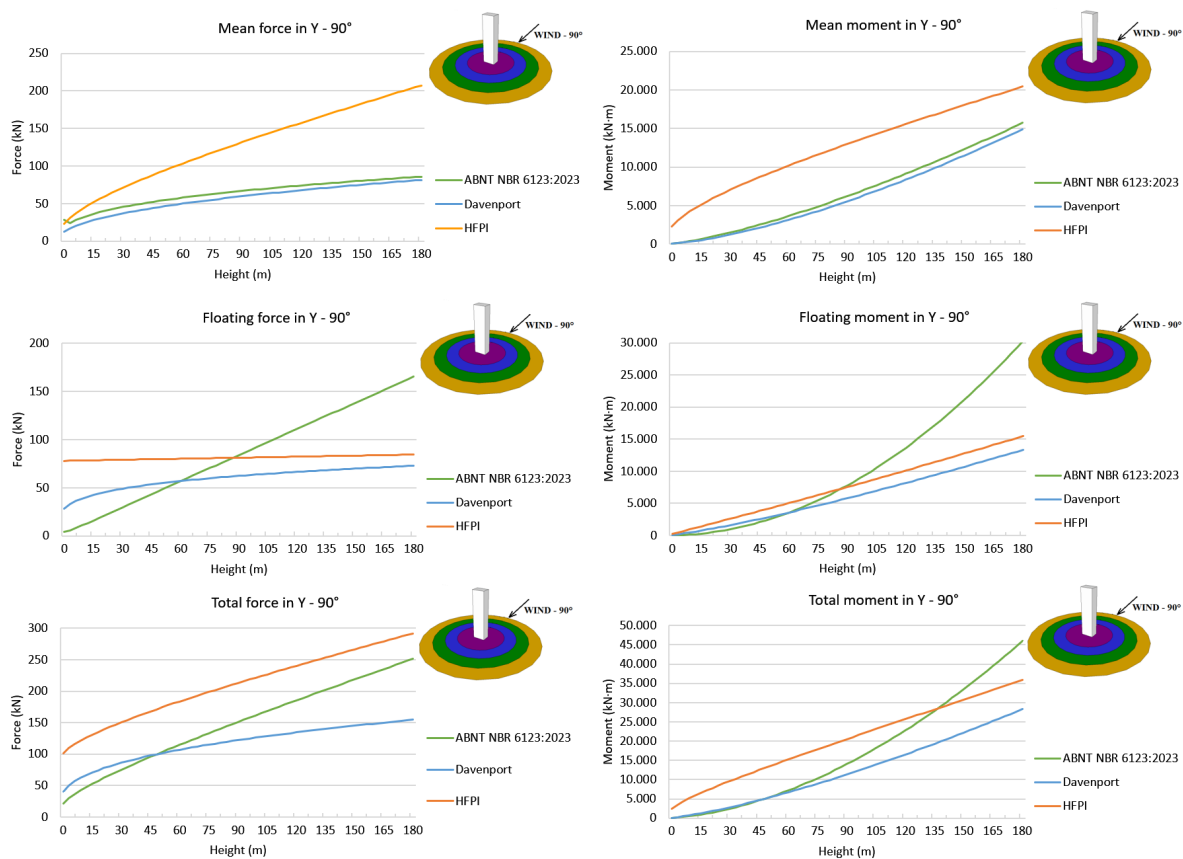 Mean force in Y - 90°
WIND - 90°
250
200
150
100
50
0
Force (kN)
0 15 30 45 60 75 90 105 120 135 150 165 180
Height (m)
ABNT NBR 6123:2023
Davenport
HFPI
Mean moment in Y - 90°
WIND - 90°
25.000
20.000
15.000
10.000
5.000
0
Moment (kN·m)
0 15 30 45 60 75 90 105 120 135 150 165 180
Height (m)
ABNT NBR 6123:2023
Davenport
HFPI
Floating force in Y - 90°
WIND - 90°
200
150
100
50
0
Force (kN)
0 15 30 45 60 75 90 105 120 135 150 165 180
Height (m)
ABNT NBR 6123:2023
Davenport
HFPI
Floating moment in Y - 90°
WIND - 90°
30.000
25.000
20.000
15.000
10.000
5.000
0
Moment (kN·m)
0 15 30 45 60 75 90 105 120 135 150 165 180
Height (m)
ABNT NBR 6123:2023
Davenport
HFPI
Total force in Y - 90°
WIND - 90°
300
250
200
150
100
50
0
Force (kN)
0 15 30 45 60 75 90 105 120 135 150 165 180
Height (m)
ABNT NBR 6123:2023
Davenport
HFPI
Total moment in Y - 90°
WIND - 90°
50.000
45.000
40.000
35.000
30.000
25.000
20.000
15.000
10.000
5.000
0
Moment (kN·m)
0 15 30 45 60 75 90 105 120 135 150 165 180
Height (m)
ABNT NBR 6123:2023
Davenport
HFPI